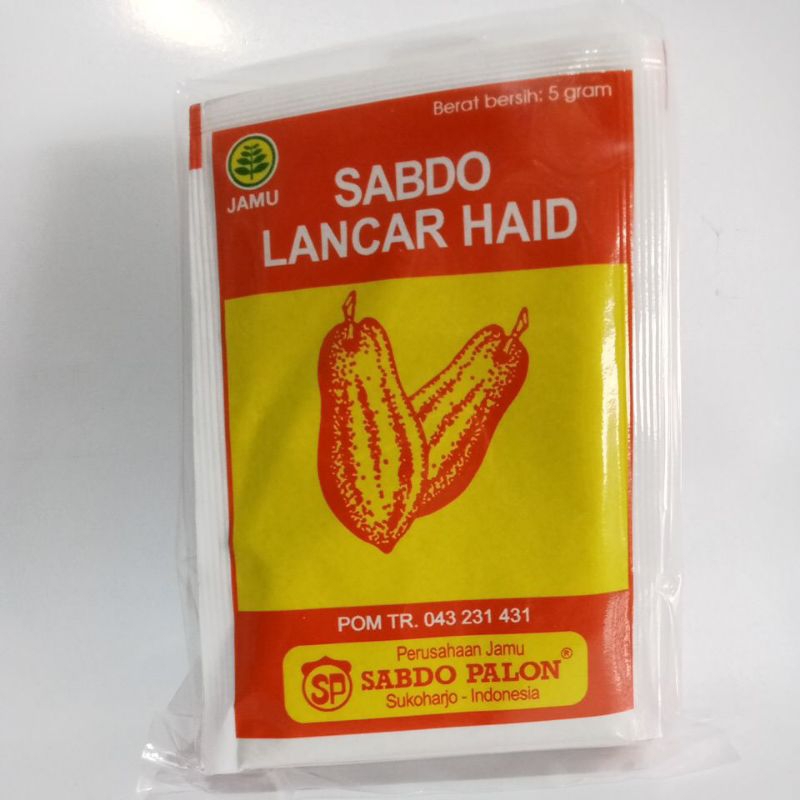 Berat bersih: 5 gram
JAMU
SABDO
LANCAR HAID
POM TR. 043 231 431
Perusahaan Jamu
SP SABDO PALON®
Sukoharjo - Indonesia